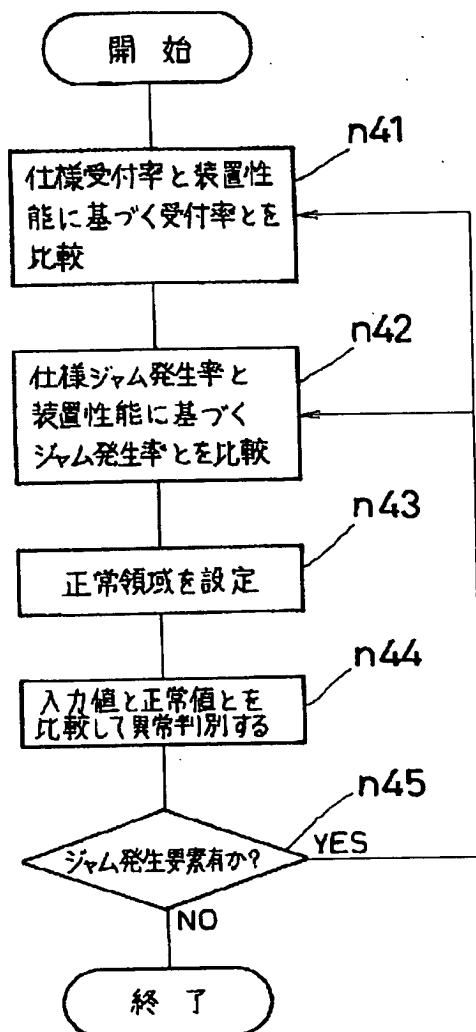 開始
n41
仕様受付率と装置性
能に基づく受付率とを
比較
n42
仕様ジャム発生率と
装置性能に基づく
ジャム発生率とを比較
n43
正常領域を設定
n44
入力値と正常値とを
比較して異常判別する
n45
ジャム発生要素有か?
YES
NO
終了